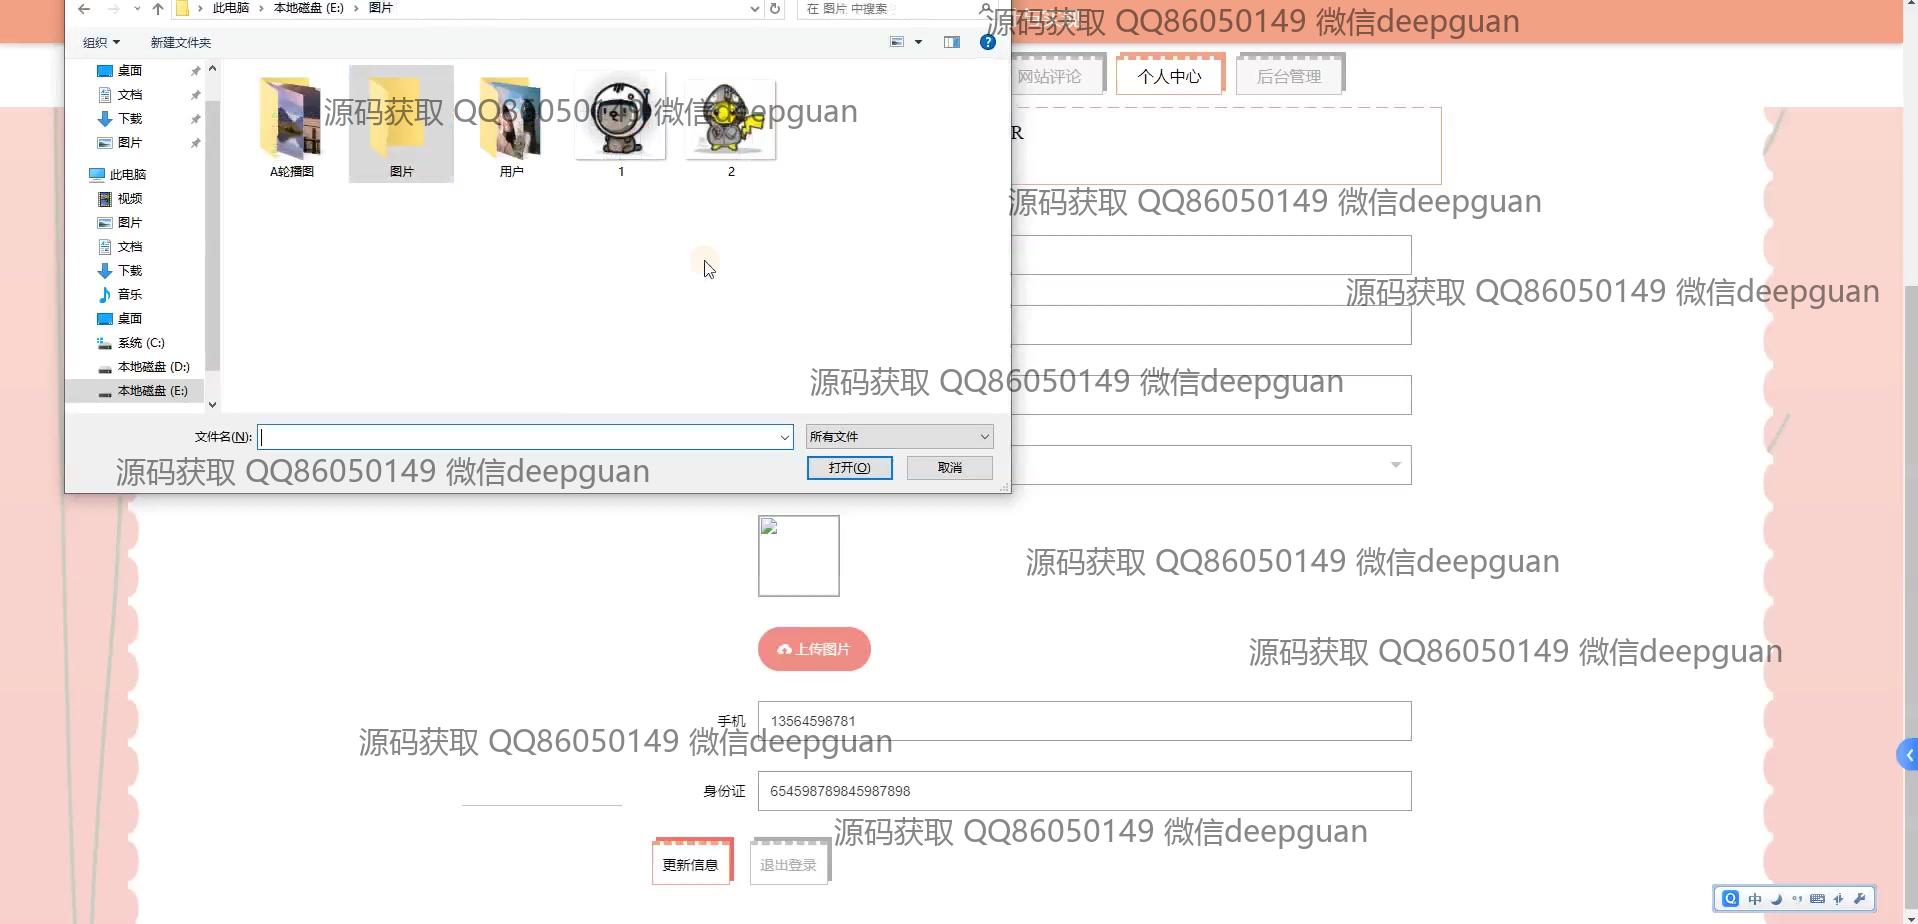 此电脑 › 本地磁盘 (E:) › 图片
在 图片 中搜索
源码获取 QQ86050149 微信deepguan
组织
新建文件夹
网站评论
个人中心
后台管理
桌面
文档
下载
图片
此电脑
视频
图片
文档
下载
音乐
桌面
系统 (C:)
本地磁盘 (D:)
本地磁盘 (E:)
源码获取 QQ86050149 微信deepguan
A轮播图
图片
用户
1
2
R
源码获取 QQ86050149 微信deepguan
源码获取 QQ86050149 微信deepguan
源码获取 QQ86050149 微信deepguan
文件名(N):
所有文件
打开(O)
取消
源码获取 QQ86050149 微信deepguan
源码获取 QQ86050149 微信deepguan
上传图片
源码获取 QQ86050149 微信deepguan
手机
13564598781
源码获取 QQ86050149 微信deepguan
身份证
654598789845987898
源码获取 QQ86050149 微信deepguan
更新信息
退出登录
中